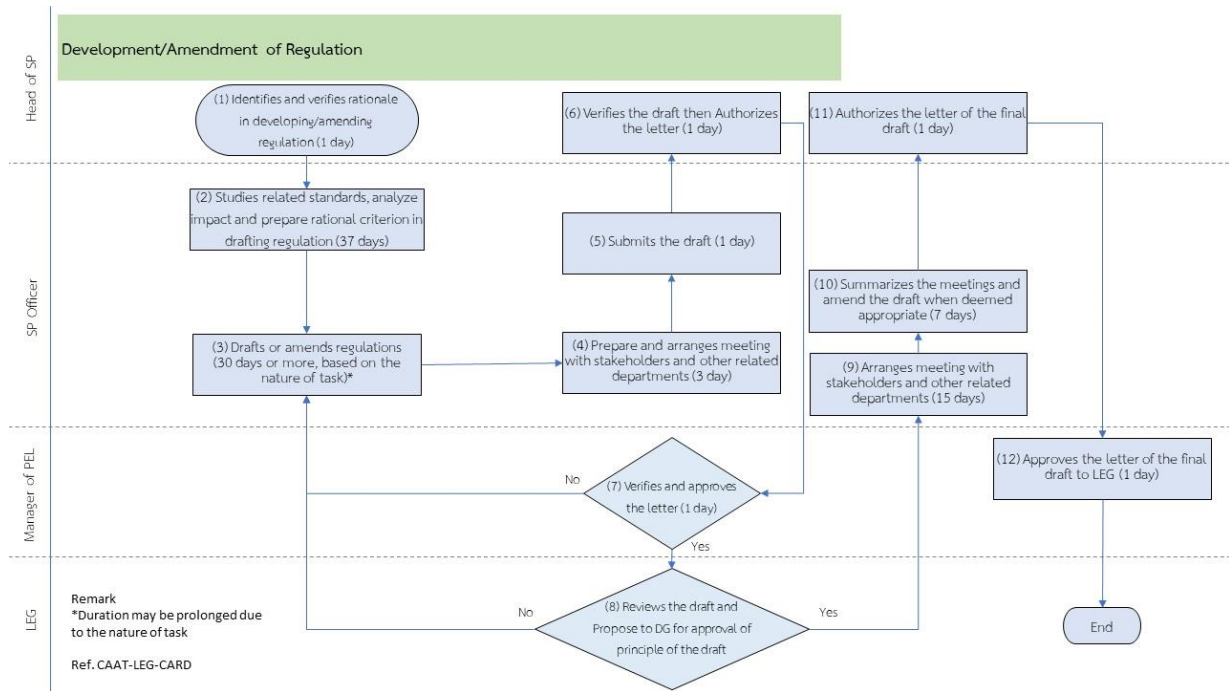 Development/Amendment of Regulation
Head of SP
(1) Identifies and verifies rationale
in developing/amending
regulation (1 day)
(6) Verifies the draft then Authorizes
the letter (1 day)
(11) Authorizes the letter of the final
draft (1 day)
SP Officer
(2) Studies related standards, analyze
impact and prepare rational criterion in
drafting regulation (37 days)
(5) Submits the draft (1 day)
(10) Summarizes the meetings and
amend the draft when deemed
appropriate (7 days)
(3) Drafts or amends regulations
(30 days or more, based on the
nature of task)*
(4) Prepare and arranges meeting
with stakeholders and other related
departments (3 day)
(9) Arranges meeting with
stakeholders and other related
departments (15 days)
Manager of PEL
No
(7) Verifies and approves
the letter (1 day)
Yes
(12) Approves the letter of the final
draft to LEG (1 day)
LEG
Remark
*Duration may be prolonged due
to the nature of task
Ref. CAAT-LEG-CARD
No
(8) Reviews the draft and
Propose to DG for approval of
principle of the draft
Yes
End